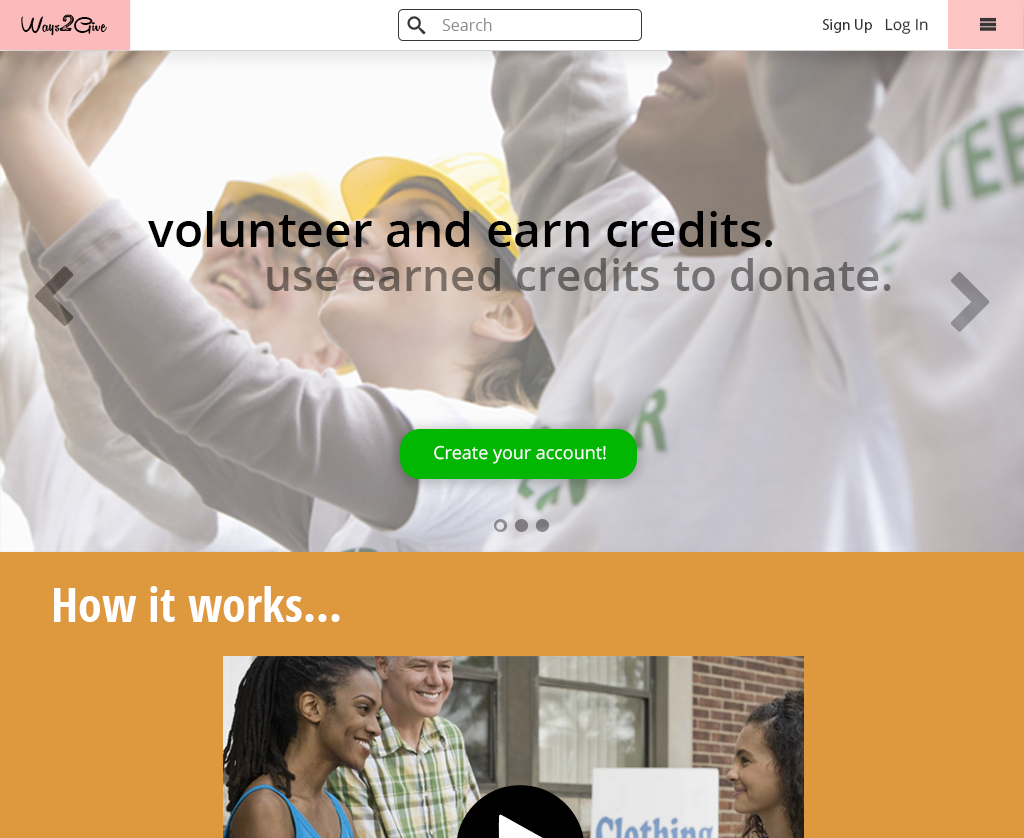 Ways2Give
Search
Sign Up
Log In
TEE
volunteer and earn credits.
use earned credits to donate.
Create your account!
How it works...
Clothing